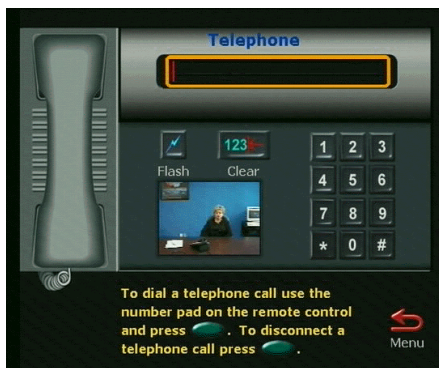 Telephone
123
Flash Clear
1 2 3
4 5 6
7 8 9
* 0 #
To dial a telephone call use the
number pad on the remote control
and press . To disconnect a
telephone call press .
Menu